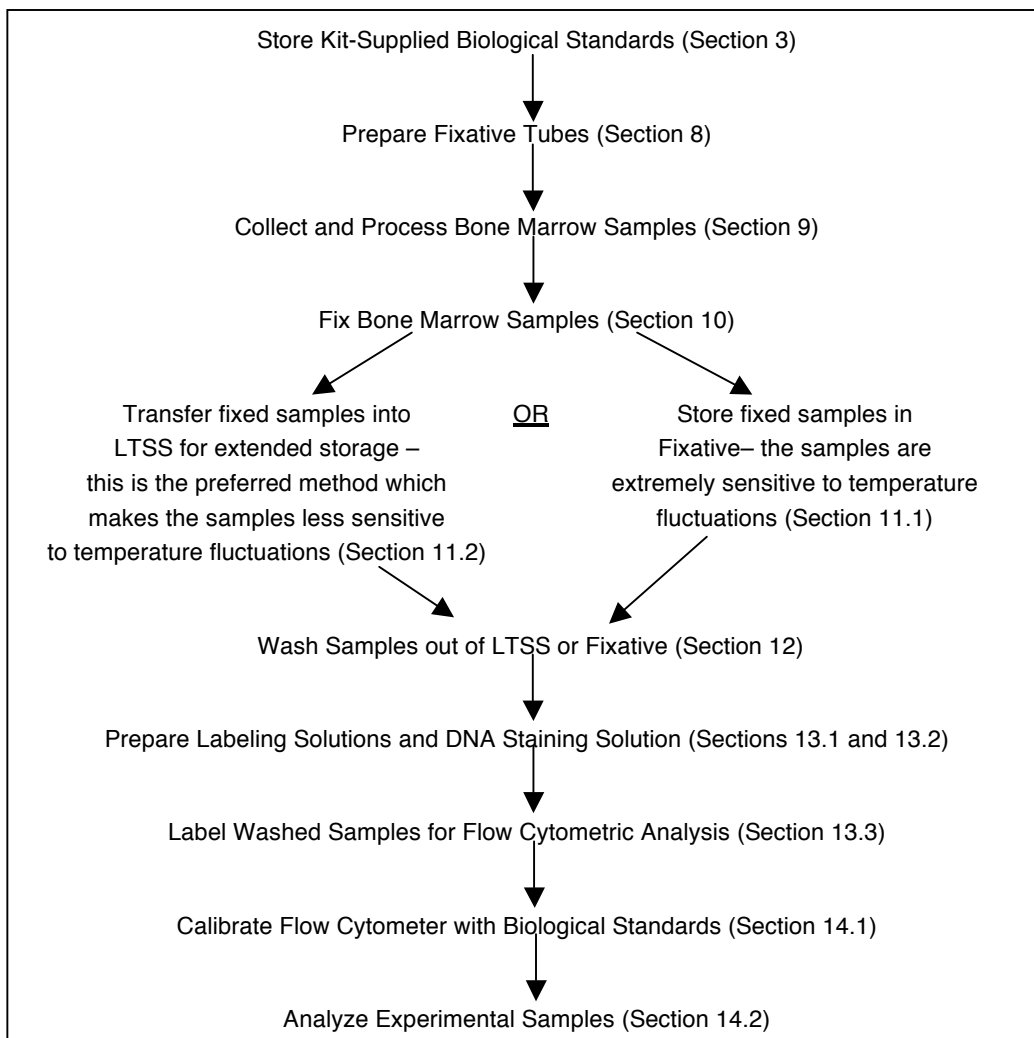 Store Kit-Supplied Biological Standards (Section 3)
Prepare Fixative Tubes (Section 8)
Collect and Process Bone Marrow Samples (Section 9)
Fix Bone Marrow Samples (Section 10)
Transfer fixed samples into
LTSS for extended storage –
this is the preferred method which
makes the samples less sensitive
to temperature fluctuations (Section 11.2)
OR
Store fixed samples in
Fixative– the samples are
extremely sensitive to temperature
fluctuations (Section 11.1)
Wash Samples out of LTSS or Fixative (Section 12)
Prepare Labeling Solutions and DNA Staining Solution (Sections 13.1 and 13.2)
Label Washed Samples for Flow Cytometric Analysis (Section 13.3)
Calibrate Flow Cytometer with Biological Standards (Section 14.1)
Analyze Experimental Samples (Section 14.2)